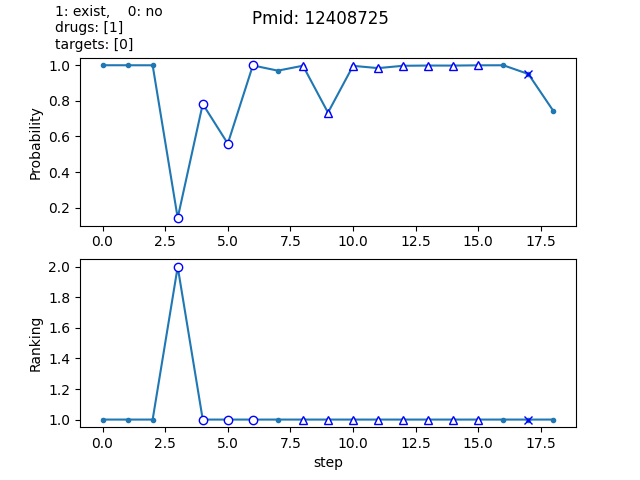 1: exist,    0: no
drugs: [1]
targets: [0]
Pmid: 12408725
Probability
1.0
0.8
0.6
0.4
0.2
0.0 2.5 5.0 7.5 10.0 12.5 15.0 17.5
Ranking
2.0
1.8
1.6
1.4
1.2
1.0
0.0 2.5 5.0 7.5 10.0 12.5 15.0 17.5
step